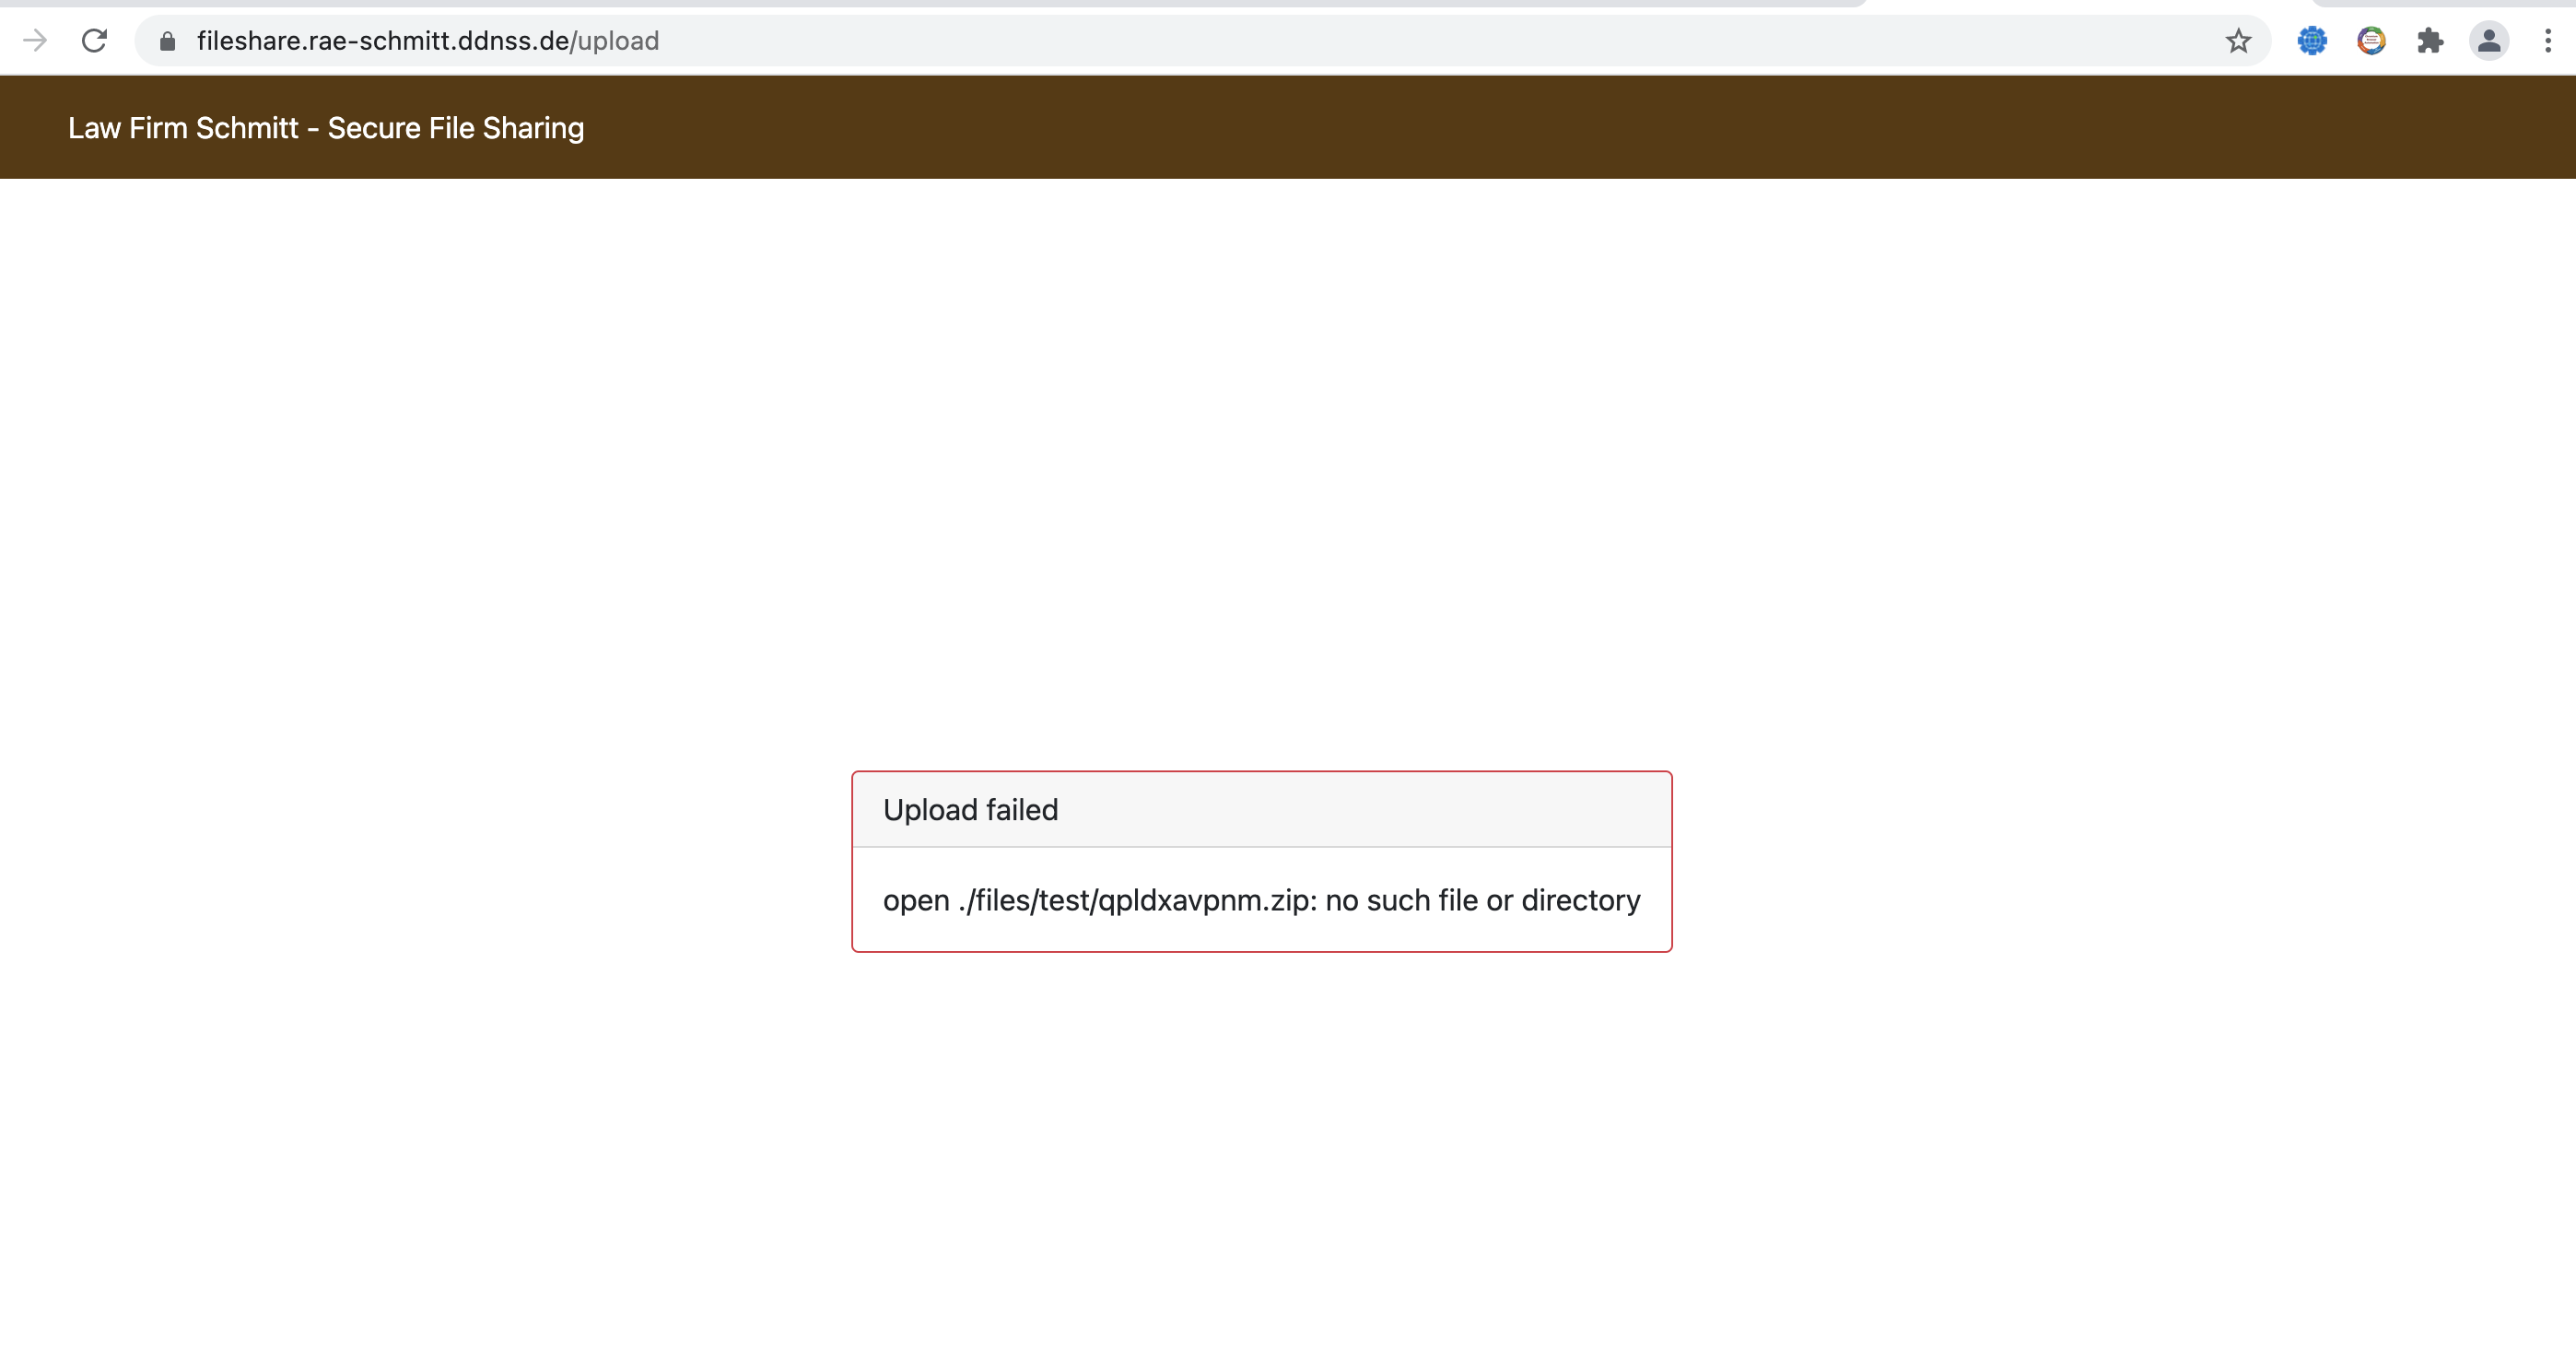 fileshare.rae-schmitt.ddnss.de/upload
Law Firm Schmitt - Secure File Sharing
Upload failed
open ./files/test/qpldxavpnm.zip: no such file or directory